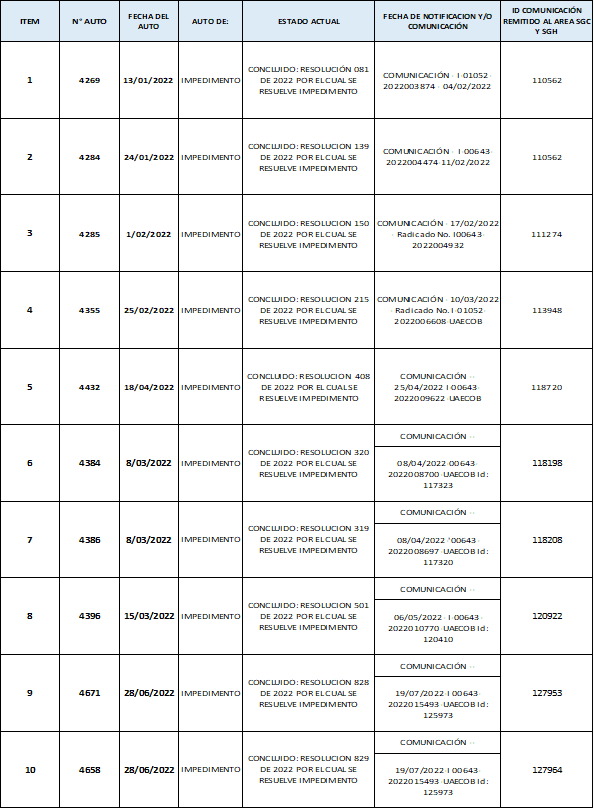 ITEM
N° AUTO
FECHA DEL
AUTO
AUTO DE:
ESTADO ACTUAL
FECHA DE NOTIFICACION Y/O
COMUNICACIÓN
ID COMUNICACIÓN
REMITIDO AL AREA SGC
Y SGH
1
4269
13/01/2022
IMPEDIMENTO
CONCLUIDO: RESOLUCIÓN 081
DE 2022 POR EL CUAL SE
RESUELVE IMPEDIMENTO
COMUNICACIÓN - I-01052-
2022003874 - 04/02/2022
110562
2
4284
24/01/2022
IMPEDIMENTO
CONCLUIDO: RESOLUCION 139
DE 2022 POR EL CUAL SE
RESUELVE IMPEDIMENTO
COMUNICACIÓN - I-00643-
2022004474-11/02/2022
110562
3
4285
1/02/2022
IMPEDIMENTO
CONCLUIDO: RESOLUCION 150
DE 2022 POR EL CUAL SE
RESUELVE IMPEDIMENTO
COMUNICACIÓN - 17/02/2022
- Radicado No. I00643-
2022004932
111274
4
4355
25/02/2022
IMPEDIMENTO
CONCLUIDO: RESOLUCION 215
DE 2022 POR EL CUAL SE
RESUELVE IMPEDIMENTO
COMUNICACIÓN - 10/03/2022
- Radicado No. I-01052-
2022006608-UAECOB
113948
5
4432
18/04/2022
IMPEDIMENTO
CONCLUIDO: RESOLUCION 408
DE 2022 POR EL CUAL SE
RESUELVE IMPEDIMENTO
COMUNICACIÓN --
25/04/2022 I-00643-
2022009622-UAECOB
118720
6
4384
8/03/2022
IMPEDIMENTO
CONCLUIDO: RESOLUCION 320
DE 2022 POR EL CUAL SE
RESUELVE IMPEDIMENTO
COMUNICACIÓN --
08/04/2022-00643-
2022008700-UAECOB Id:
117323
118198
7
4386
8/03/2022
IMPEDIMENTO
CONCLUIDO: RESOLUCION 319
DE 2022 POR EL CUAL SE
RESUELVE IMPEDIMENTO
COMUNICACIÓN --
08/04/2022-'00643-
2022008697-UAECOB Id:
117320
118208
8
4396
15/03/2022
IMPEDIMENTO
CONCLUIDO: RESOLUCION 501
DE 2022 POR EL CUAL SE
RESUELVE IMPEDIMENTO
COMUNICACIÓN --
06/05/2022- I-00643-
2022010770-UAECOB Id:
120410
120922
9
4671
28/06/2022
IMPEDIMENTO
CONCLUIDO: RESOLUCION 828
DE 2022 POR EL CUAL SE
RESUELVE IMPEDIMENTO
COMUNICACIÓN --
19/07/2022-I-00643-
2022015493-UAECOB Id:
125973
127953
10
4658
28/06/2022
IMPEDIMENTO
CONCLUIDO: RESOLUCION 829
DE 2022 POR EL CUAL SE
RESUELVE IMPEDIMENTO
COMUNICACIÓN --
19/07/2022-I-00643-
2022015493-UAECOB Id:
125973
127964